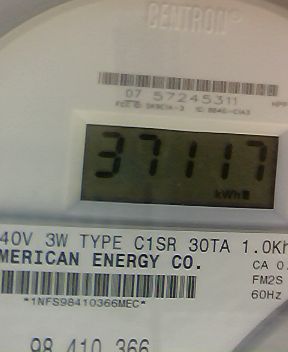 CENTRON®
07 57245311
37117
kWh
40V 3W TYPE C1SR 30TA 1.0Kh
MERICAN ENERGY CO.
CA 0.
FM2S
*1NFS98410366MEC*
60Hz
98 410 366